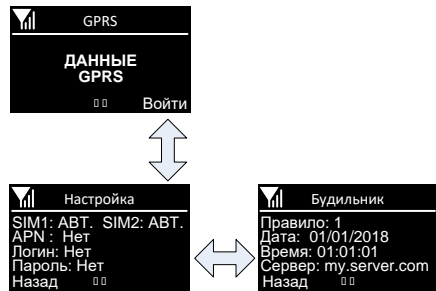 GPRS
ДАННЫЕ
GPRS
Войти
Настройка
SIM1: АВТ. SIM2: АВТ.
APN : Нет
Логин: Нет
Пароль: Нет
Назад
Будильник
Правило: 1
Дата: 01/01/2018
Время: 01:01:01
Сервер: my.server.com
Назад